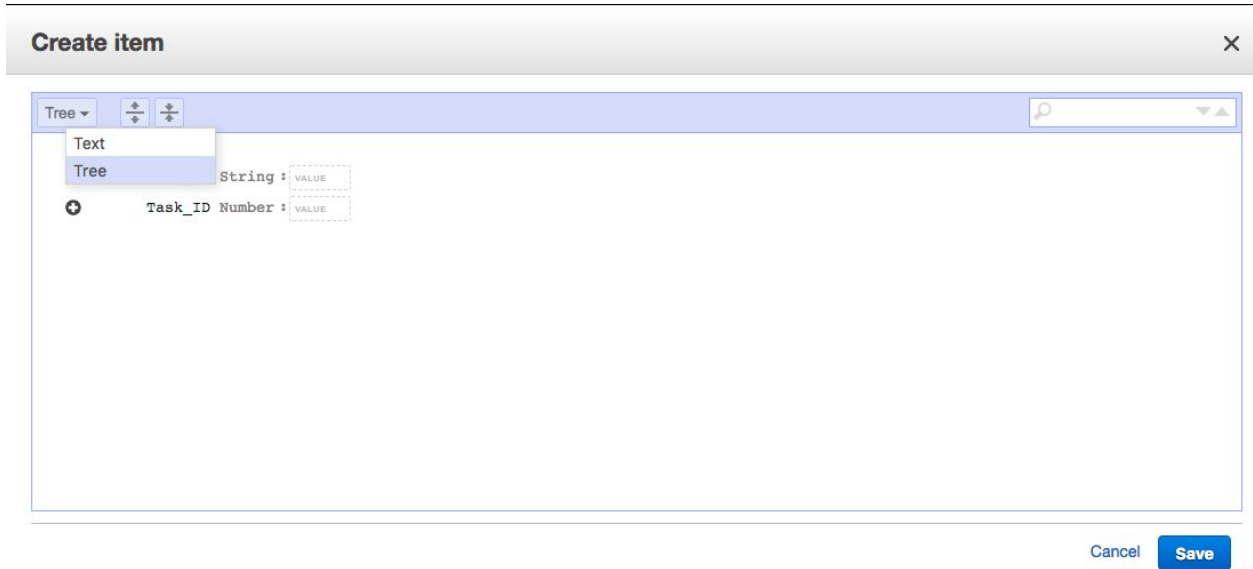 Create item
Tree
Text
Tree
String : VALUE
Task_ID Number : VALUE
Cancel Save